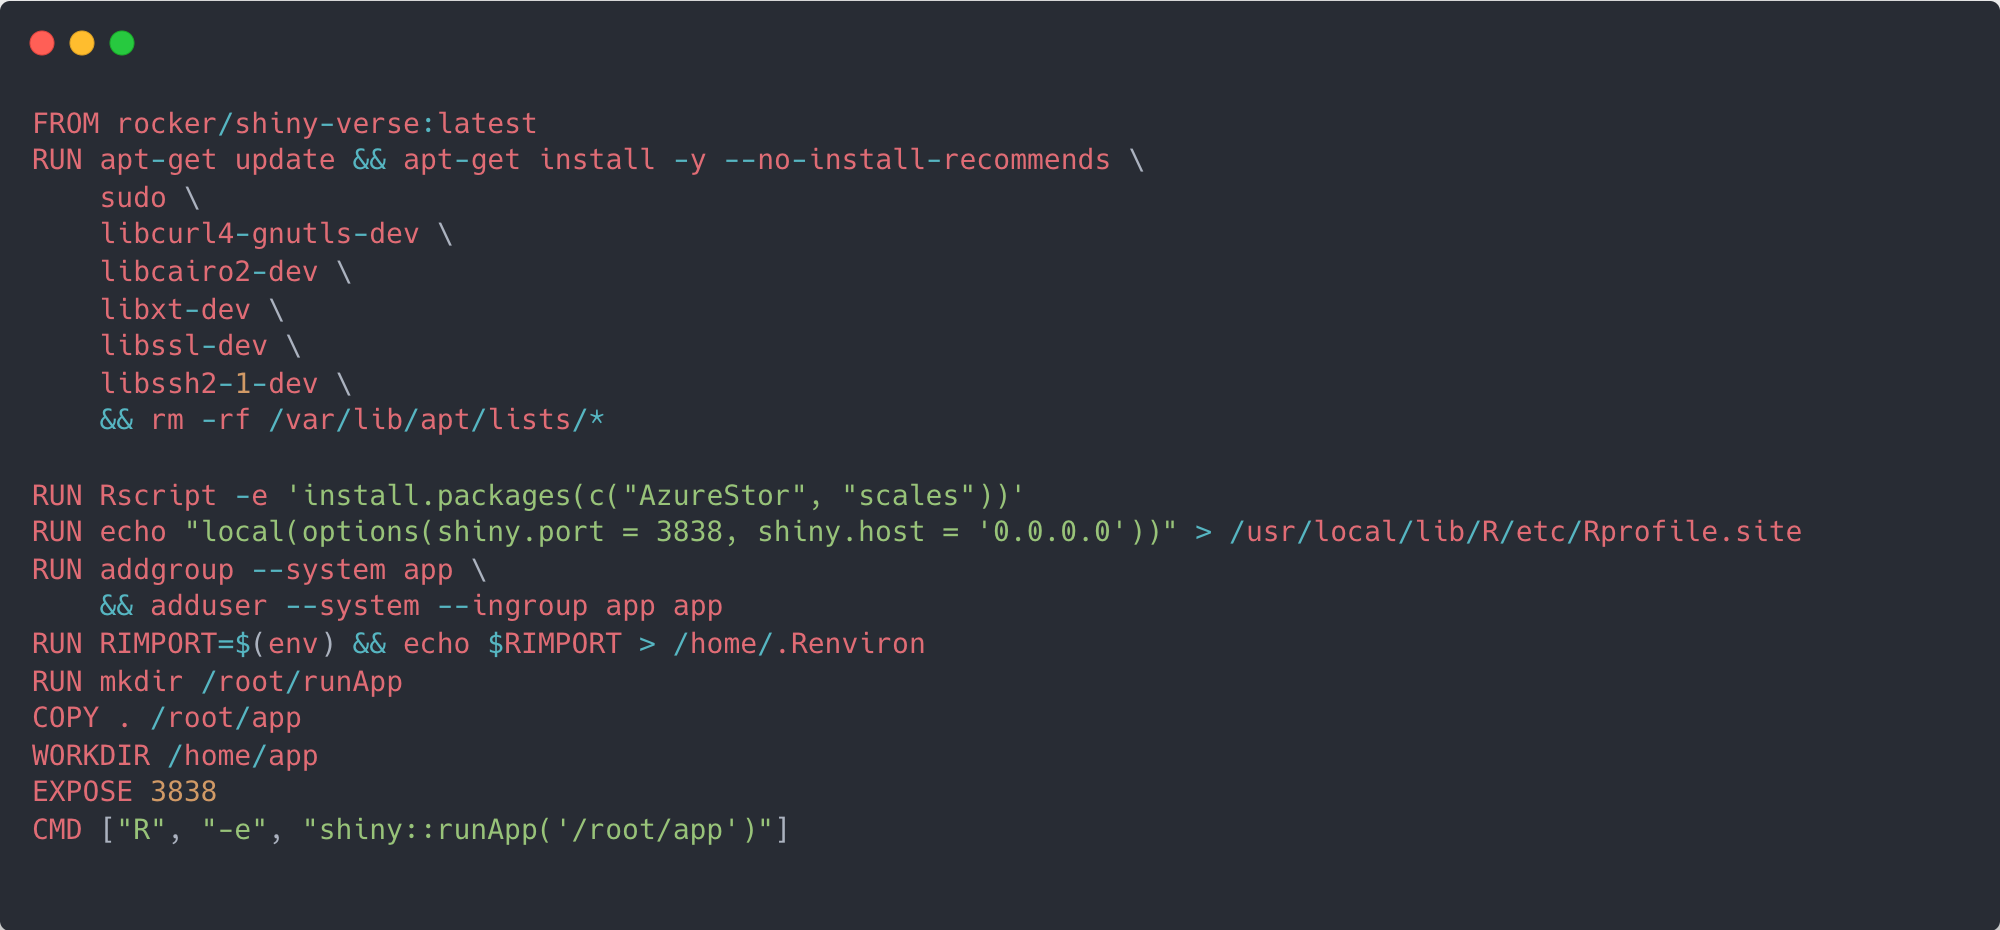 FROM rocker/shiny-verse:latest
RUN apt-get update && apt-get install -y --no-install-recommends \
    sudo \
    libcurl4-gnutls-dev \
    libcairo2-dev \
    libxt-dev \
    libssl-dev \
    libssh2-1-dev \
    && rm -rf /var/lib/apt/lists/*

RUN Rscript -e 'install.packages(c("AzureStor", "scales"))'
RUN echo "local(options(shiny.port = 3838, shiny.host = '0.0.0.0'))" > /usr/local/lib/R/etc/Rprofile.site
RUN addgroup --system app \
    && adduser --system --ingroup app app
RUN RIMPORT=$(env) && echo $RIMPORT > /home/.Renviron
RUN mkdir /root/runApp
COPY . /root/app
WORKDIR /home/app
EXPOSE 3838
CMD ["R", "-e", "shiny::runApp('/root/app')"]